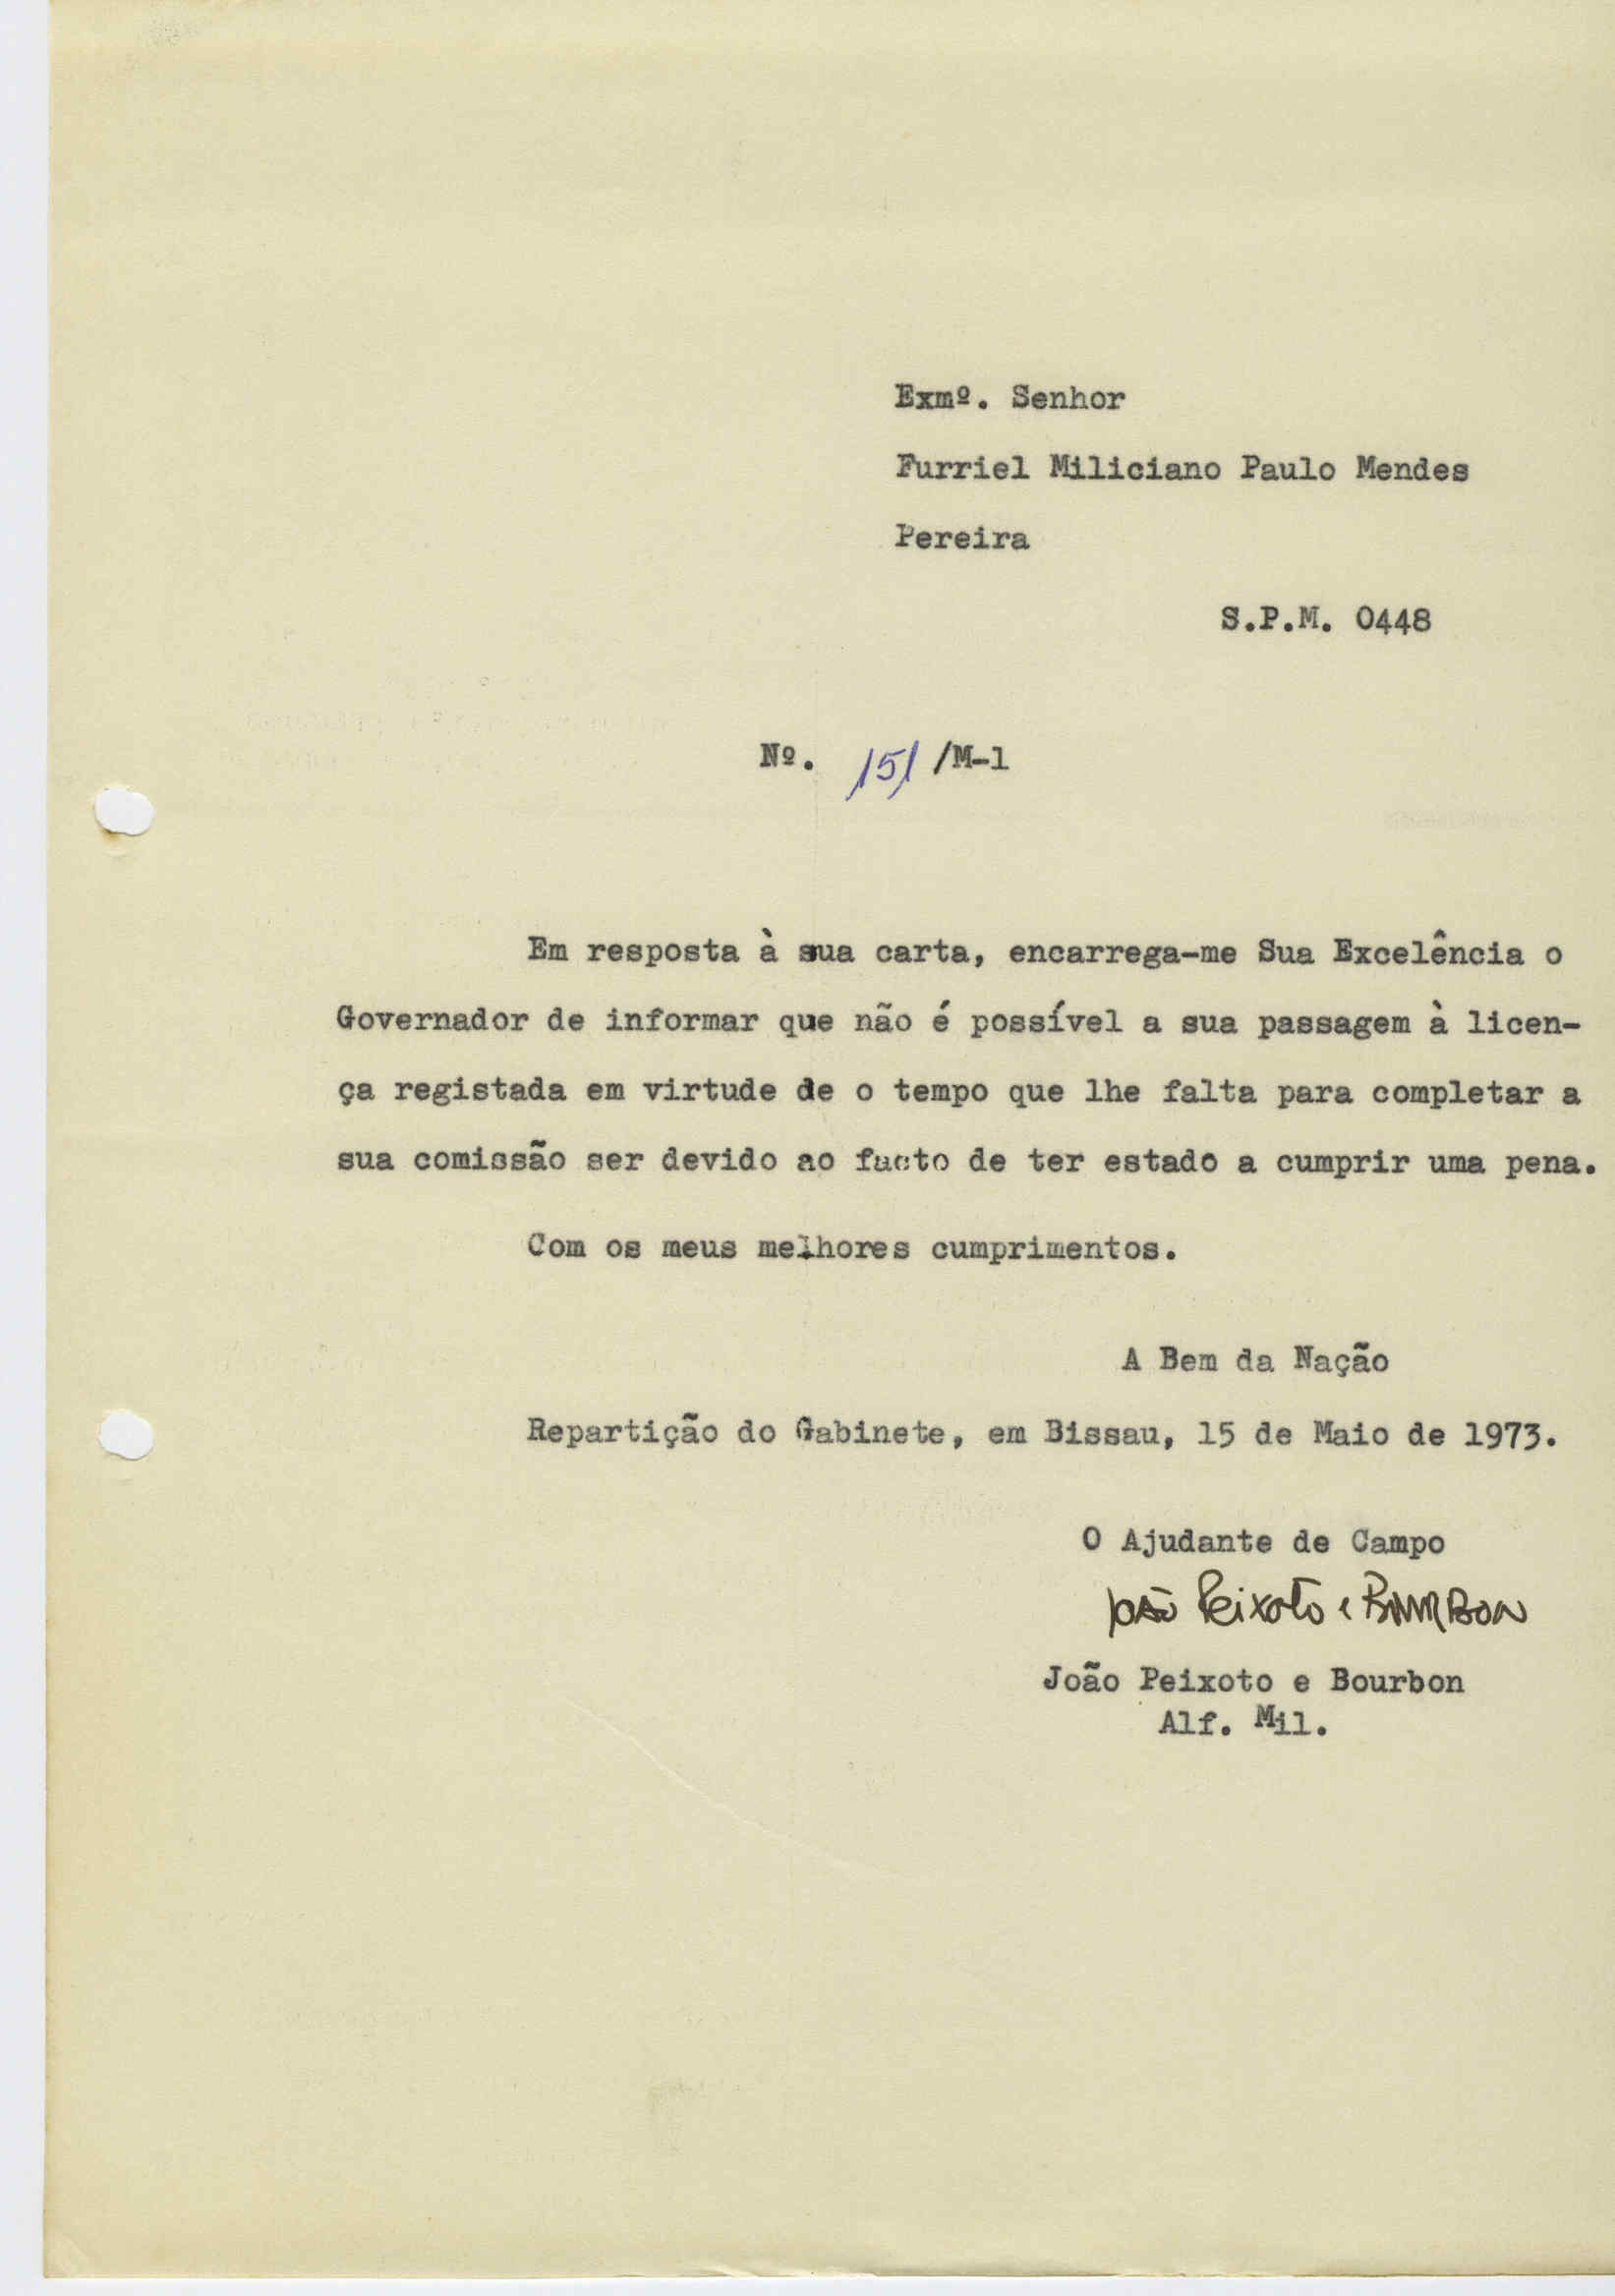 Exmº. Senhor
Furriel Miliciano Paulo Mendes
Pereira
S.P.M. 0448
Nº. 151 /M-1
Em resposta à sua carta, encarrega-me Sua Excelência o
Governador de informar que não é possível a sua passagem à licen-
ça registada em virtude de o tempo que lhe falta para completar a
sua comissão ser devido ao facto de ter estado a cumprir uma pena.
Com os meus melhores cumprimentos.
A Bem da Nação
Repartição do Gabinete, em Bissau, 15 de Maio de 1973.
O Ajudante de Campo
João Peixoto e Bourbon
João Peixoto e Bourbon
Alf. Mil.